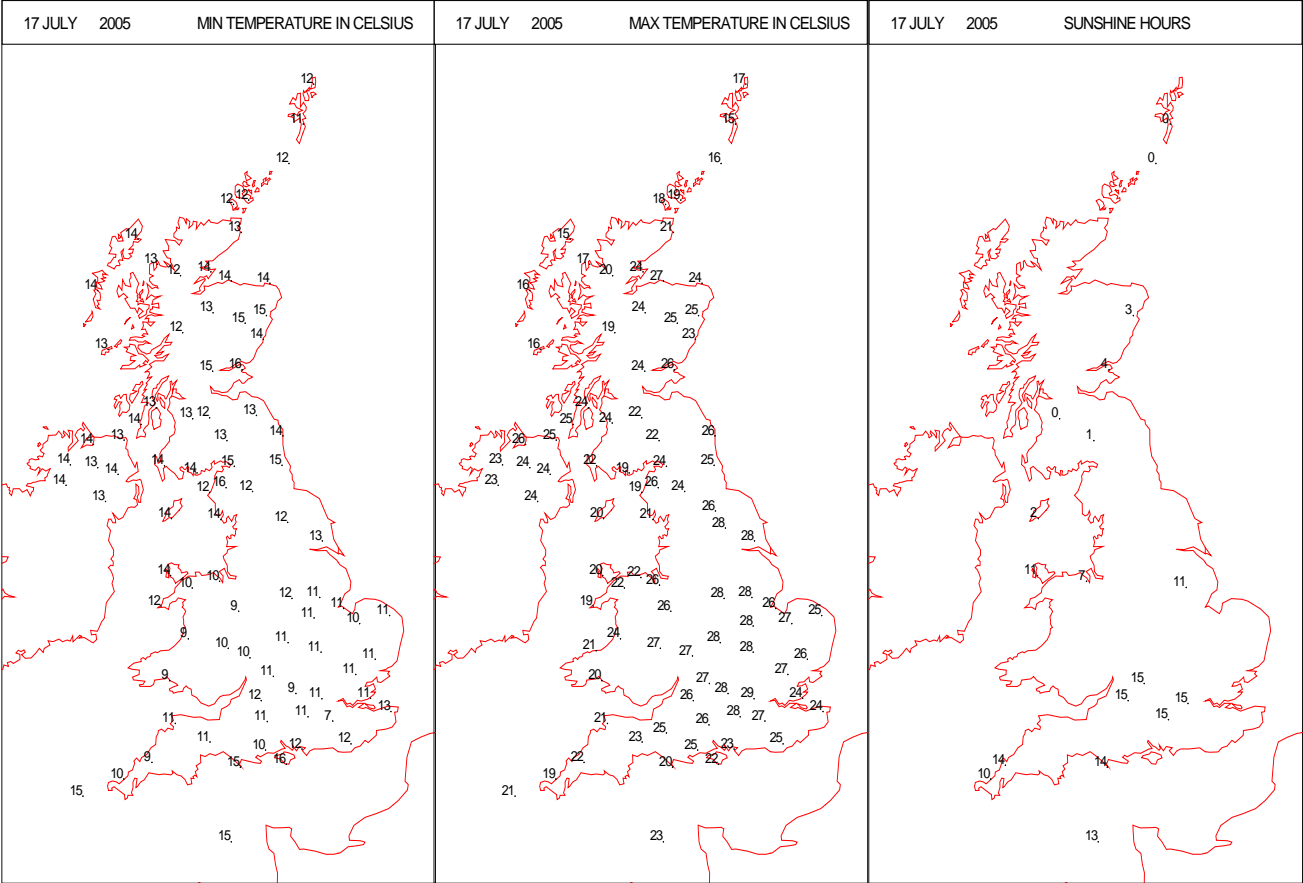 17 JULY 2005 MIN TEMPERATURE IN CELSIUS
12
11
12
12 12
13
14
13 12 14
14 14
14
13 15
15
12 14
13
15 16
13
14 13 12 13
14 13 13 14
14 13 14 14 15 15
14 12 16 12
13
14 14 12
13
14 10 10
12 12 11
9 11 11 10 11
9 10 10 11 11 11
9 11 11
12 9 11 11 13
11 11 11 7
11 10 12 12
9 15 16
10
15
15
17 JULY 2005 MAX TEMPERATURE IN CELSIUS
17
15
16
18 19
21
15
17 20 24
27 24
16
24 25 25
19 23
16
24 26
24
25 24 22
26 25 22 26
23 24 24 22 19 24 26
23 19 26 24
24
20 21 26 28
28
20 22 22 26
19 28 28
26 26 27 25
28
21 24 27 27 28 28 26
20 27 27
26 28 29 24 24
21 25 26 28 27
23 25 23 25
22 20 22
19
21
23
17 JULY 2005 SUNSHINE HOURS
0
0
3
4
0
1
2
11 7 11
15
15 15
15
14 14
10
13